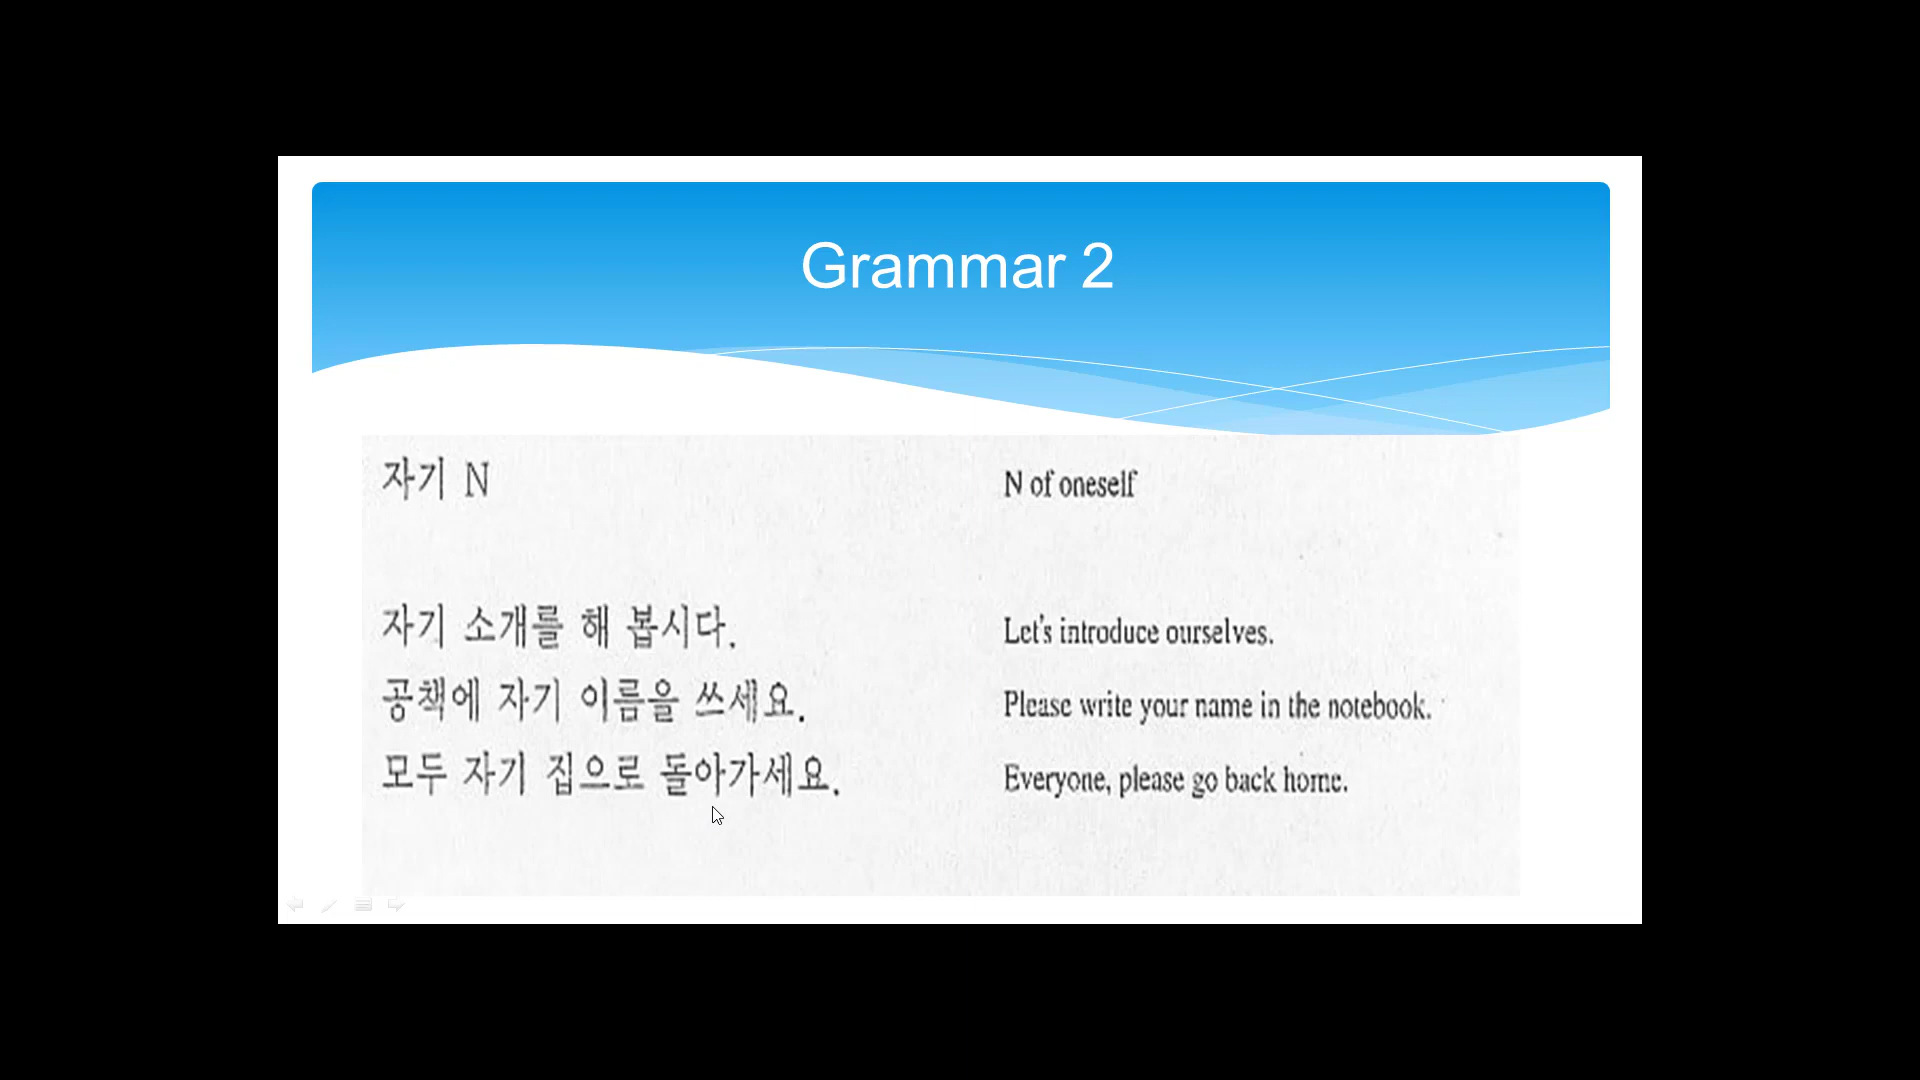 Grammar 2
자기 N
N of oneself
자기 소개를 해 봅시다.
Let's introduce ourselves.
공책에 자기 이름을 쓰세요.
Please write your name in the notebook.
모두 자기 집으로 돌아가세요.
Everyone, please go back home.